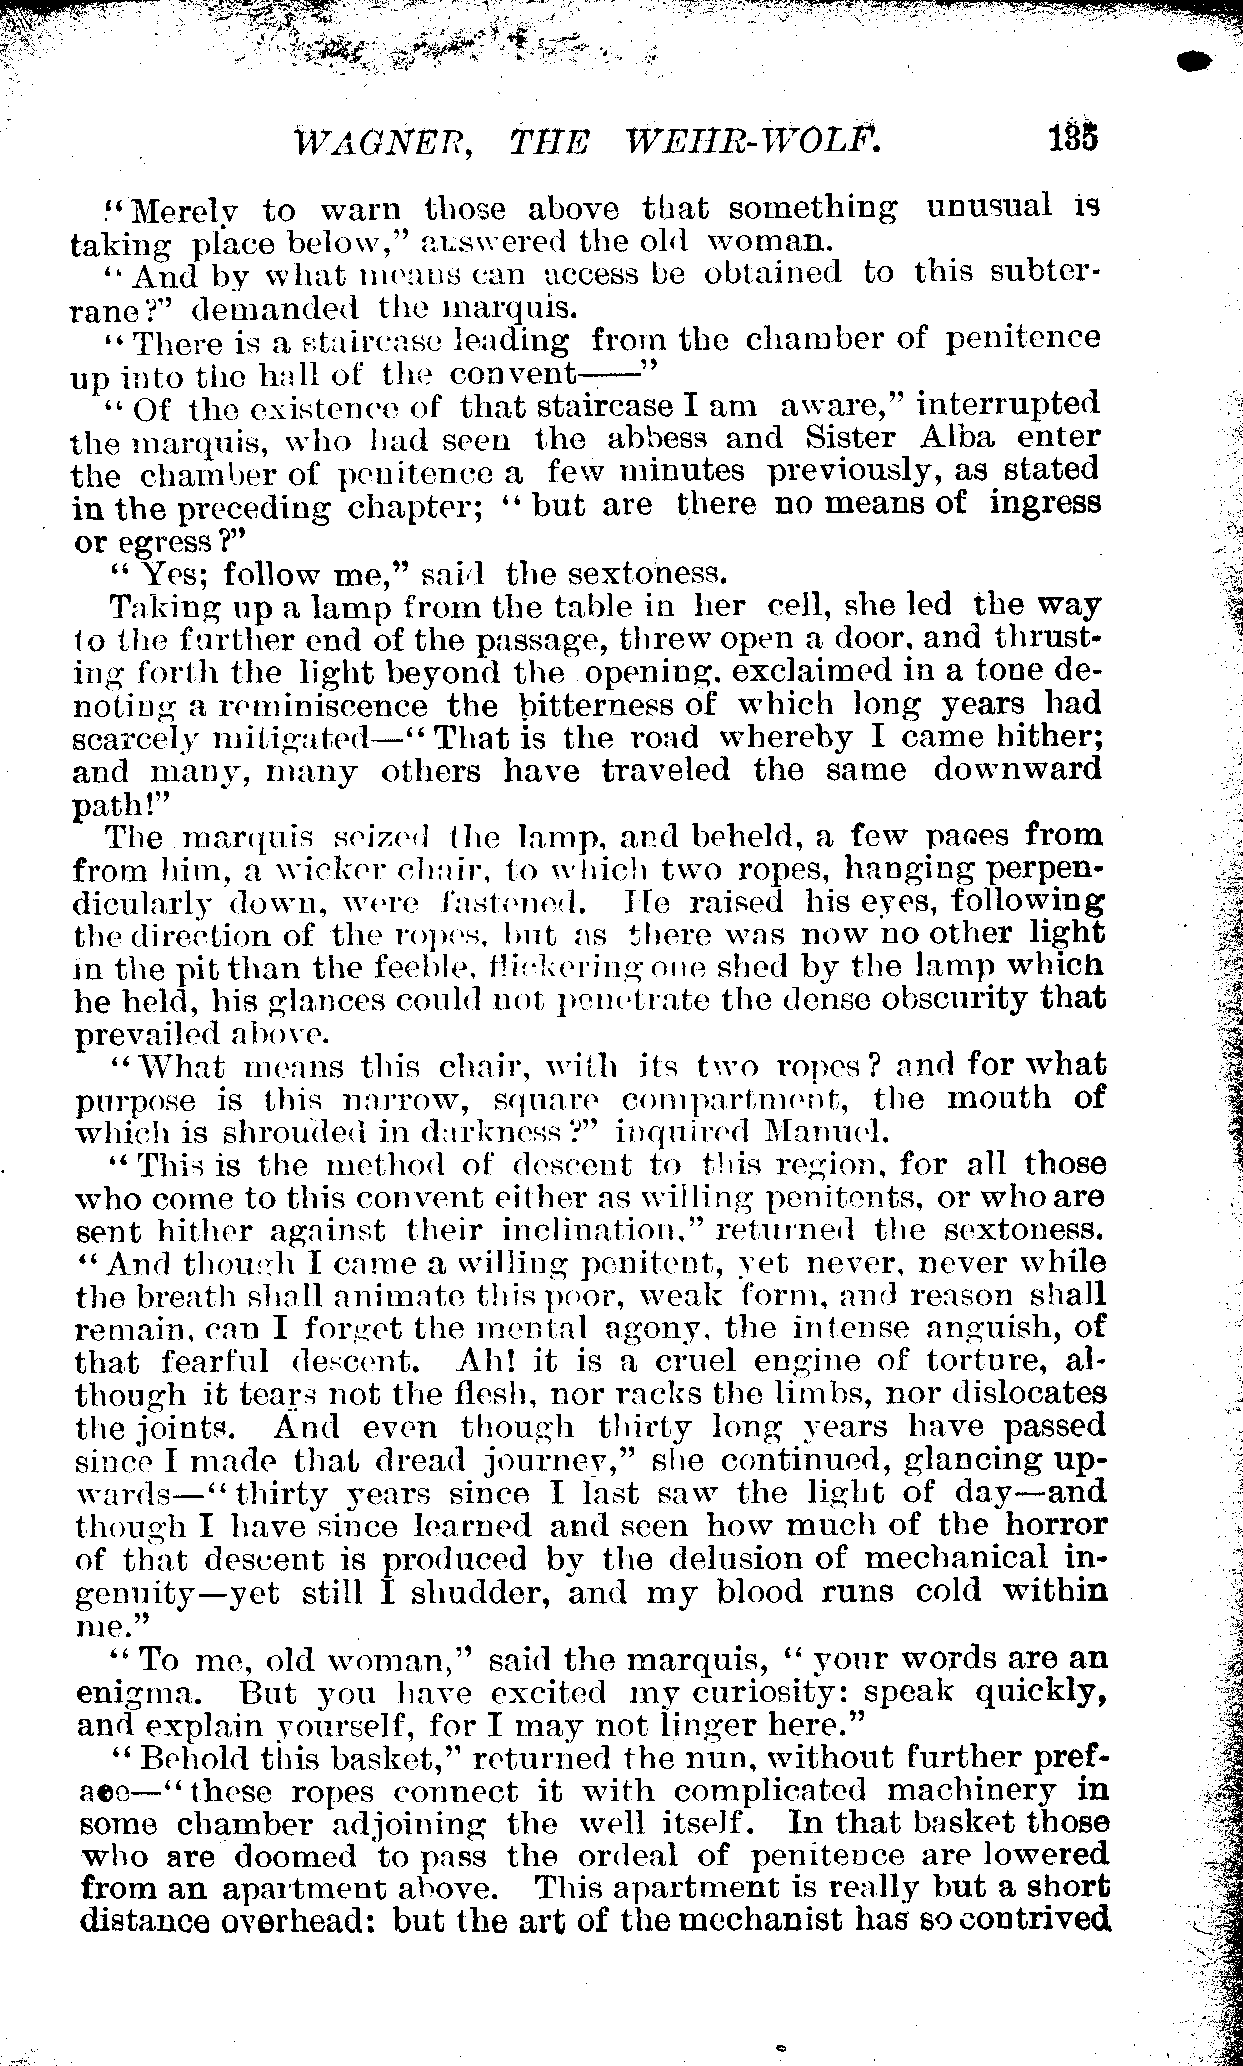 WAGNER, THE WEHR-WOLF. 135
"Merely to warn those above that something unusual is
taking place below," answered the old woman.
"And by what means can access be obtained to this subter-
rane?" demanded the marquis.
"There is a staircase leading from the chamber of penitence
up into the hall of the convent——"
"Of the existence of that staircase I am aware," interrupted
the marquis, who had seen the abbess and Sister Alba enter
the chamber of penitence a few minutes previously, as stated
in the preceding chapter; "but are there no means of ingress
or egress?"
"Yes; follow me," said the sextoness.
Taking up a lamp from the table in her cell, she led the way
to the further end of the passage, threw open a door, and thrust-
ing forth the light beyond the opening, exclaimed in a tone de-
noting a reminiscence the bitterness of which long years had
scarcely mitigated—"That is the road whereby I came hither;
and many, many others have traveled the same downward
path!"
The marquis seized the lamp, and beheld, a few paces from
from him, a wicker chair, to which two ropes, hanging perpen-
dicularly down, were fastened. He raised his eyes, following
the direction of the ropes, but as there was now no other light
in the pit than the feeble, flickering one shed by the lamp which
he held, his glances could not penetrate the dense obscurity that
prevailed above.
"What means this chair, with its two ropes? and for what
purpose is this narrow, square compartment, the mouth of
which is shrouded in darkness?" inquired Manuel.
"This is the method of descent to this region, for all those
who come to this convent either as willing penitents, or who are
sent hither against their inclination," returned the sextoness.
"And though I came a willing penitent, yet never, never while
the breath shall animate this poor, weak form, and reason shall
remain, can I forget the mental agony, the intense anguish, of
that fearful descent. Ah! it is a cruel engine of torture, al-
though it tears not the flesh, nor racks the limbs, nor dislocates
the joints. And even though thirty long years have passed
since I made that dread journey," she continued, glancing up-
wards—"thirty years since I last saw the light of day—and
though I have since learned and seen how much of the horror
of that descent is produced by the delusion of mechanical in-
genuity—yet still I shudder, and my blood runs cold within
me."
"To me, old woman," said the marquis, "your words are an
enigma. But you have excited my curiosity: speak quickly,
and explain yourself, for I may not linger here."
"Behold this basket," returned the nun, without further pref-
ace—"these ropes connect it with complicated machinery in
some chamber adjoining the well itself. In that basket those
who are doomed to pass the ordeal of penitence are lowered
from an apartment above. This apartment is really but a short
distance overhead: but the art of the mechanist has so contrived